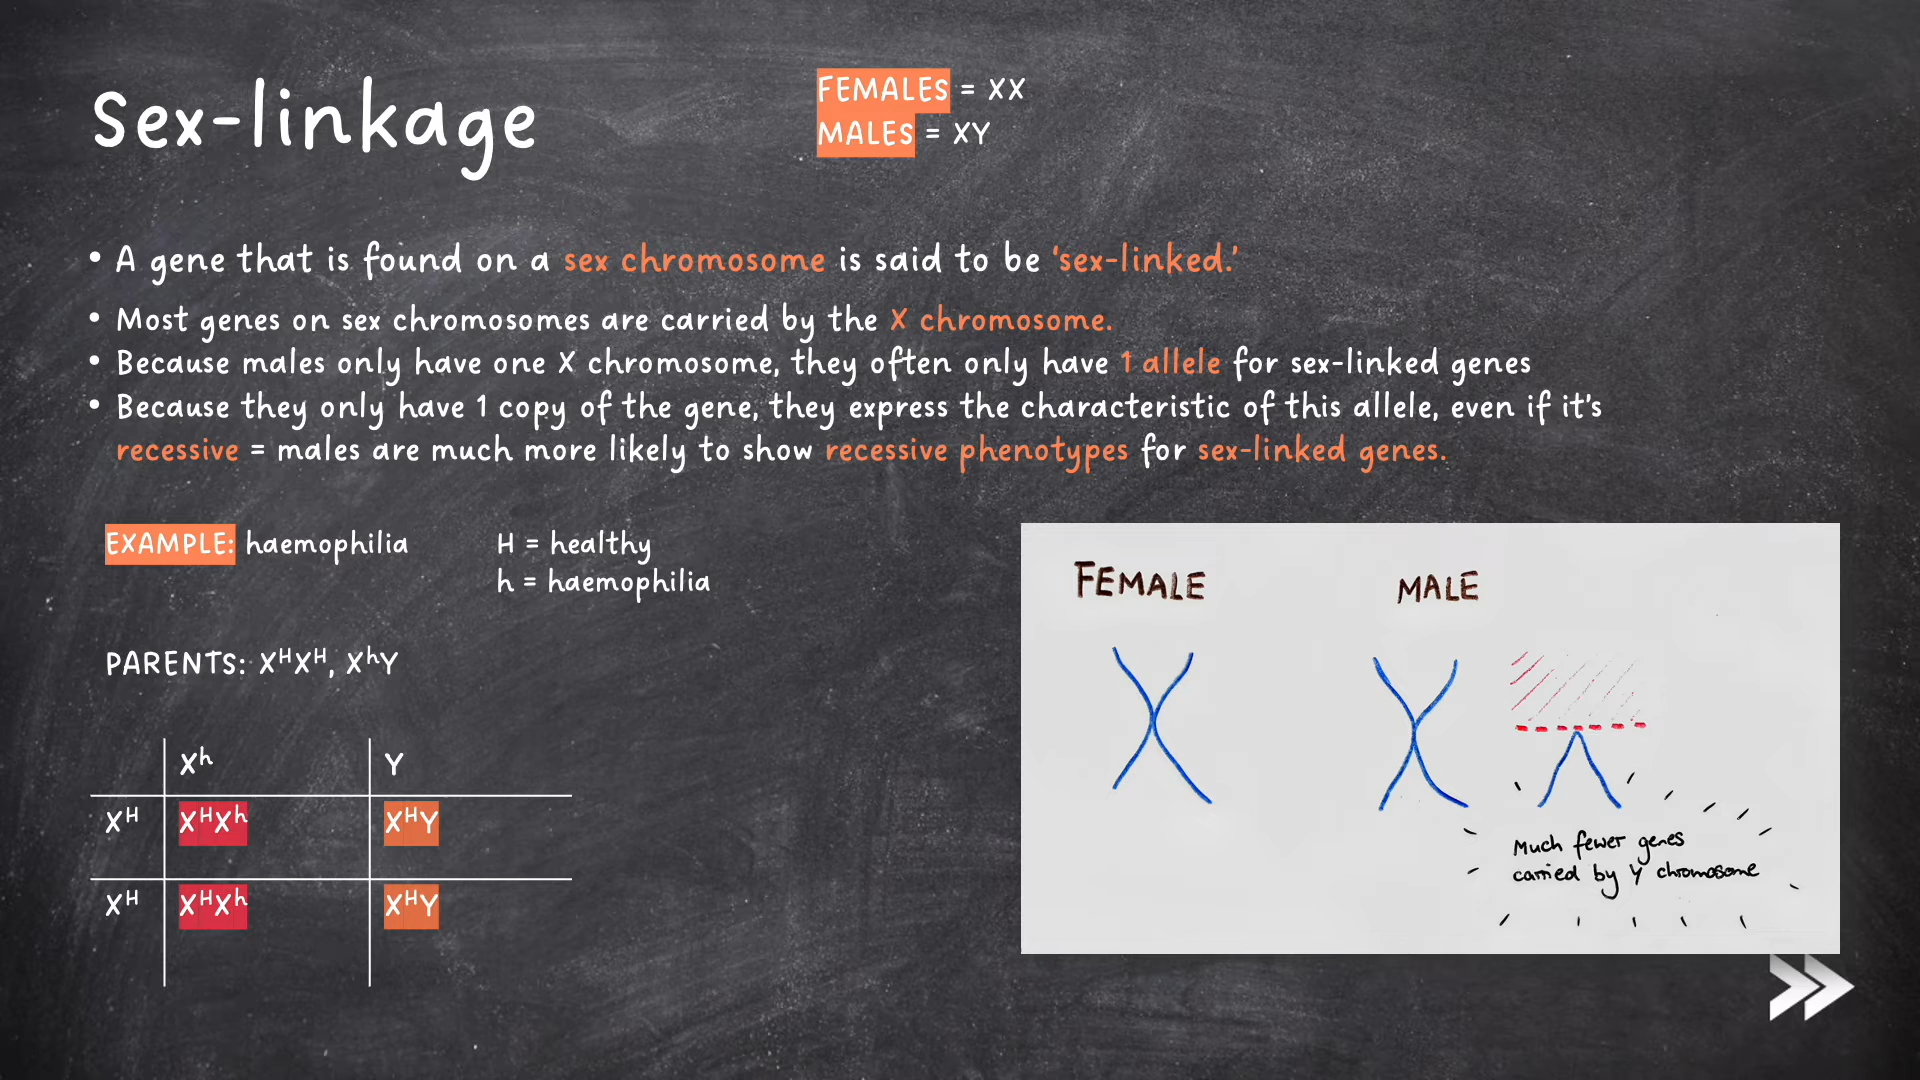 Sex-linkage
FEMALES = XX
MALES = XY
• A gene that is found on a sex chromosome is said to be ‘sex-linked.’
• Most genes on sex chromosomes are carried by the X chromosome.
• Because males only have one X chromosome, they often only have 1 allele for sex-linked genes
• Because they only have 1 copy of the gene, they express the characteristic of this allele, even if it's
recessive = males are much more likely to show recessive phenotypes for sex-linked genes.
EXAMPLE: haemophilia
H = healthy
h = haemophilia
PARENTS: XᴴXᴴ, XʰY
Xʰ Y
Xᴴ XᴴXʰ XᴴY
Xᴴ XᴴXʰ XᴴY
FEMALE MALE
Much fewer genes
carried by Y chromosome